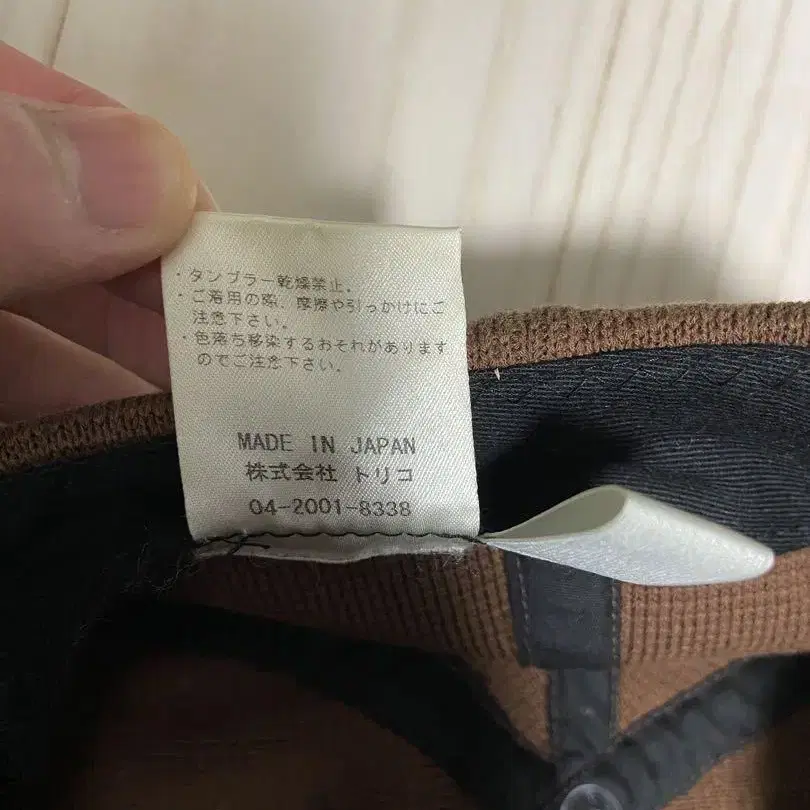 ・タンブラー乾燥禁止。
・ご着用の際、摩擦や引っかけにご
注意下さい。
・色落ち移染するおそれがあります
のでご注意下さい。
MADE IN JAPAN
株式会社 トリコ
04-2001-8338